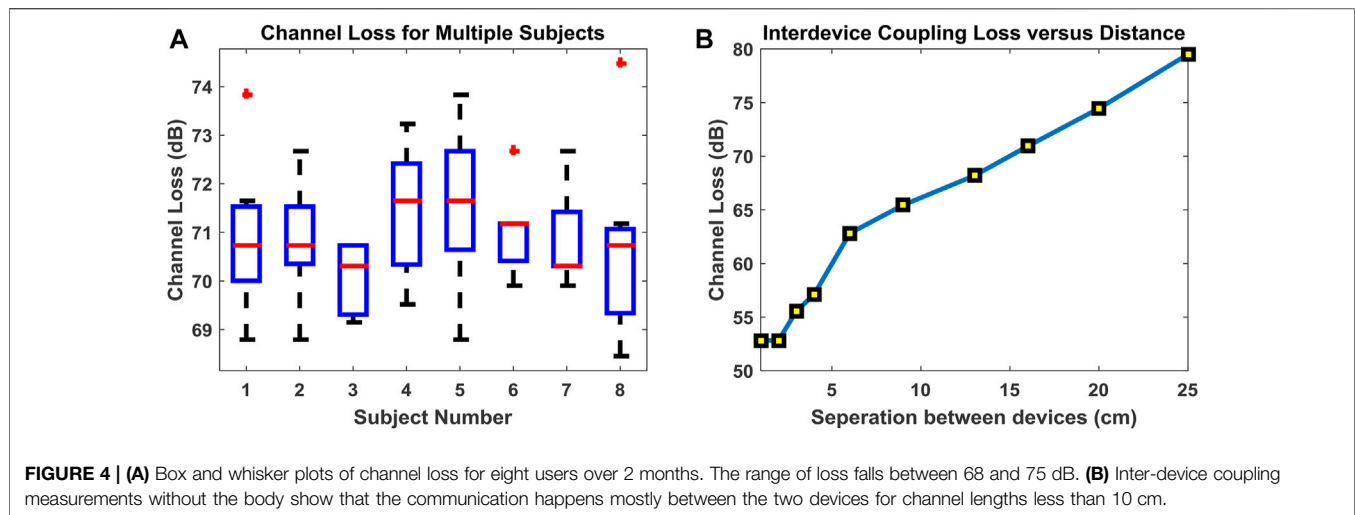 A
Channel Loss for Multiple Subjects
Channel Loss (dB)
74
73
72
71
70
69
1 2 3 4 5 6 7 8
Subject Number
B
Interdevice Coupling Loss versus Distance
Channel Loss (dB)
80
75
70
65
60
55
50
5 10 15 20 25
Seperation between devices (cm)
FIGURE 4 | (A) Box and whisker plots of channel loss for eight users over 2 months. The range of loss falls between 68 and 75 dB. (B) Inter-device coupling
measurements without the body show that the communication happens mostly between the two devices for channel lengths less than 10 cm.